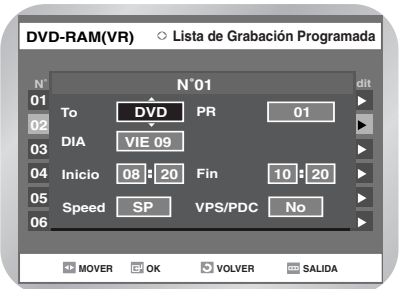 DVD-RAM(VR) Lista de Grabación Programada
N° N°01 dit
01
To DVD PR 01
02
DIA VIE 09
03
04 Inicio 08 : 20 Fin 10 : 20
05
Speed SP VPS/PDC No
06
MOVER OK VOLVER SALIDA